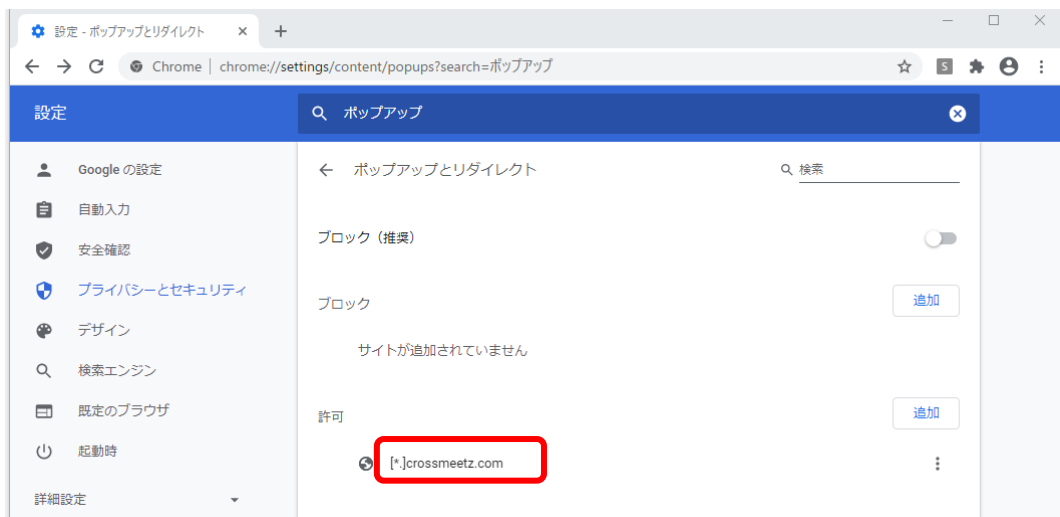 設定 - ポップアップとリダイレクト
Chrome | chrome://settings/content/popups?search=ポップアップ
S
設定
ポップアップ
Google の設定
自動入力
安全確認
プライバシーとセキュリティ
デザイン
検索エンジン
既定のブラウザ
起動時
詳細設定
ポップアップとリダイレクト
検索
ブロック（推奨）
ブロック
追加
サイトが追加されていません
許可
追加
[*.]crossmeetz.com